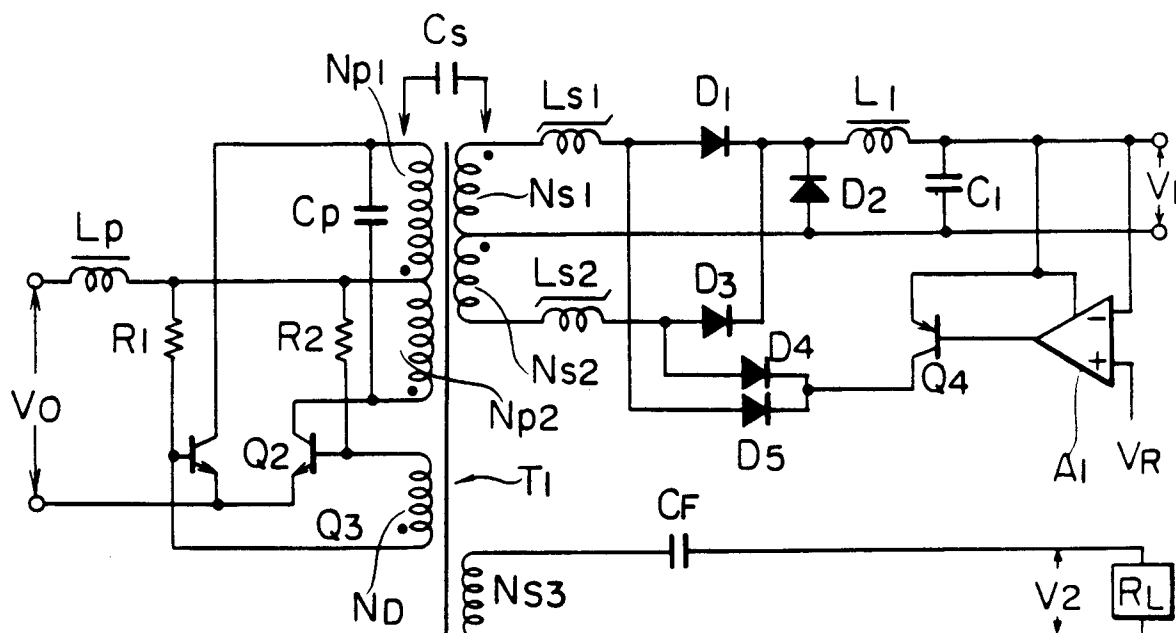 Cs
Np1
Ls1
D1
L1
Cp
Ns1
D2
C1
V1
Lp
Ls2
D3
R1
R2
Ns2
D4
Q4
Vo
Np2
D5
A1
VR
Q2
T1
Q3
CF
ND
NS3
V2
RL